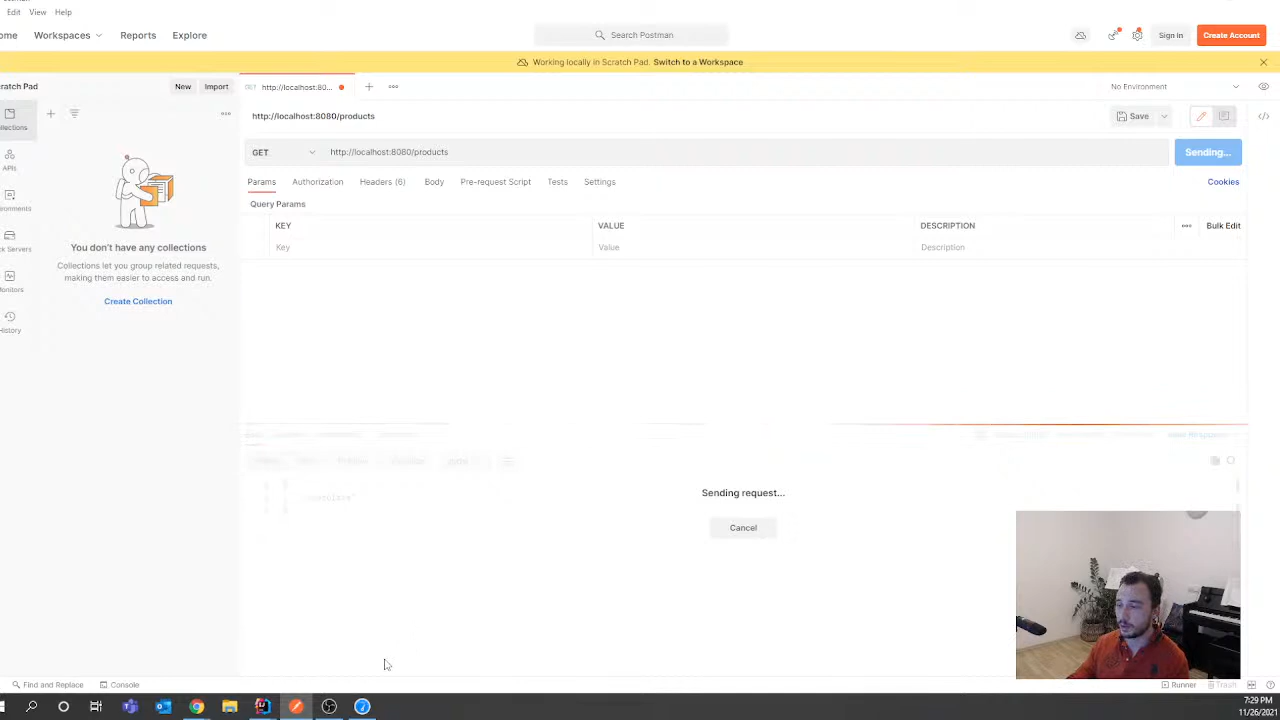 Edit View Help
Workspaces Reports Explore
Search Postman
Sign In
Create Account
Working locally in Scratch Pad. Switch to a Workspace
New Import
GET http://localhost:80...
No Environment
http://localhost:8080/products
Save
GET http://localhost:8080/products
Sending...
Params Authorization Headers (6) Body Pre-request Script Tests Settings
Cookies
Query Params
KEY VALUE DESCRIPTION
Bulk Edit
Key Value Description
You don't have any collections
Collections let you group related requests,
making them easier to access and run.
Create Collection
APIs
History
Sending request...
Cancel
Find and Replace Console
Runner Trash
7:29 PM
11/26/2021